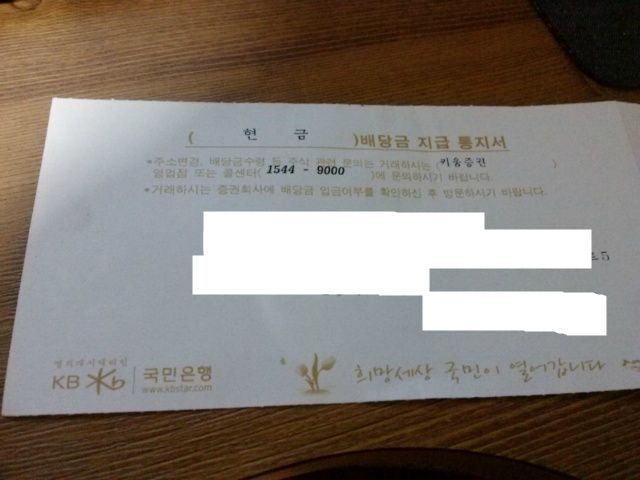 ( 현 금 )배당금 지급 통지서
*주소변경, 배당금수령 등 주식 관련 문의는 거래하시는 (키움증권 )
영업점 또는 콜센터( 1544 - 9000 )에 문의하시기 바랍니다.
*거래하시는 증권회사에 배당금 입금여부를 확인하신 후 방문하시기 바랍니다.
5
KB 국민은행
www.kbstar.com
희망세상 국민이 열어갑니다